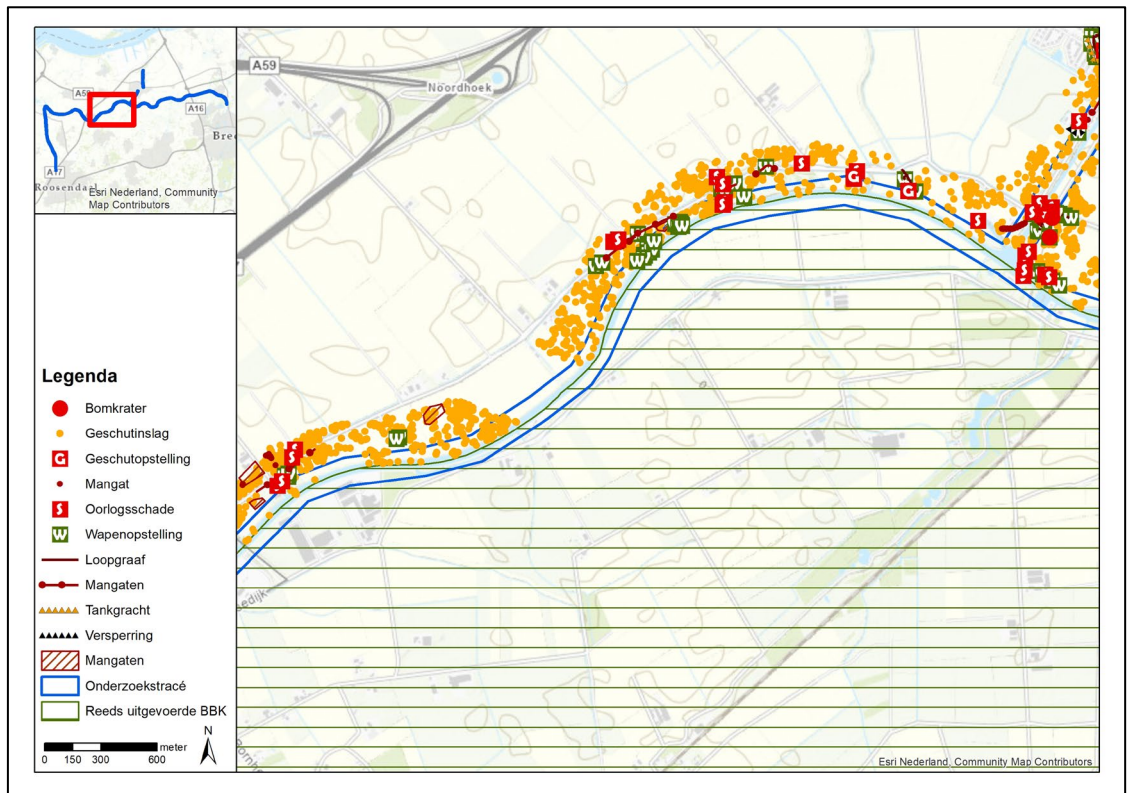 A59
A16
Bre
A17
Roosendaal
Esri Nederland, Community
Map Contributors
A59
Noordhoek
Legenda
Bomkrater
Geschutinslag
G Geschutopstelling
Mangat
S Oorlogsschade
W Wapenopstelling
Loopgraaf
Mangaten
Tankgracht
Versperring
Mangaten
Onderzoekstracé
Reeds uitgevoerde BBK
N
meter
0 150 300 600
Esri Nederland, Community Map Contributors